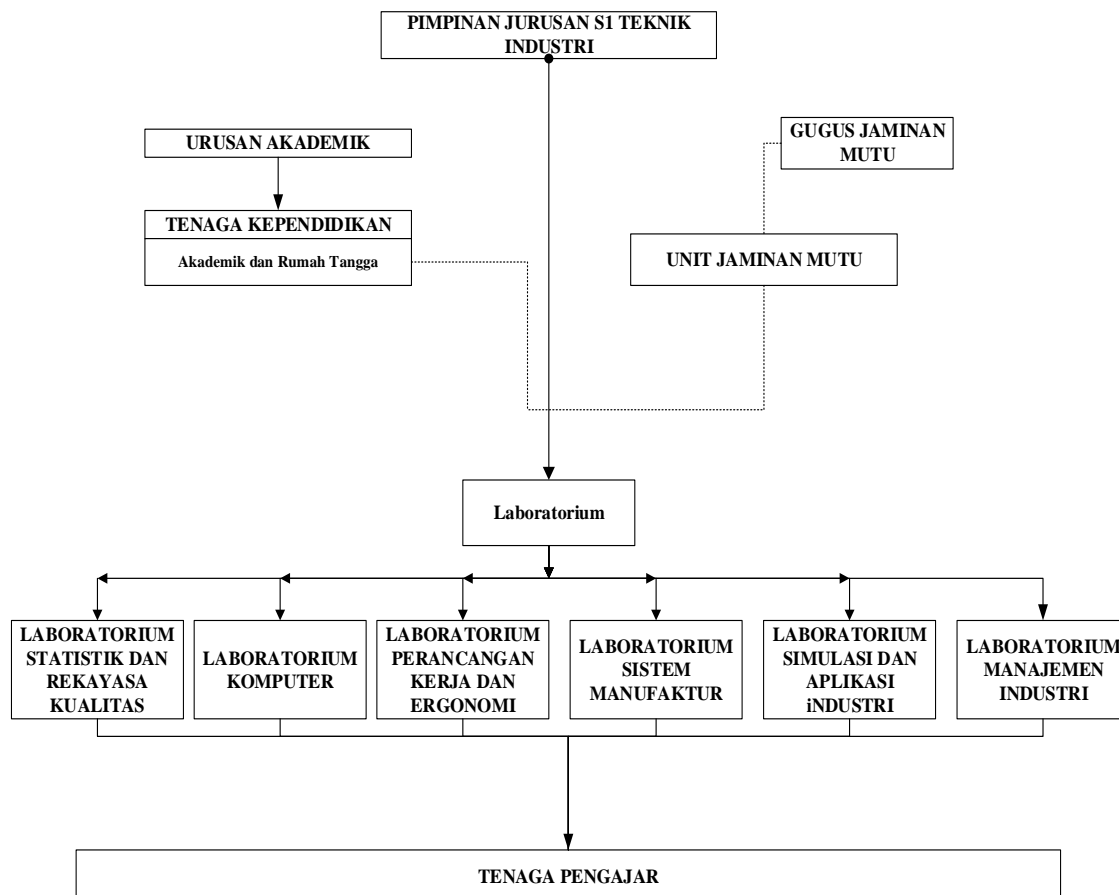 PIMPINAN JURUSAN S1 TEKNIK
INDUSTRI
URUSAN AKADEMIK
GUGUS JAMINAN
MUTU
TENAGA KEPENDIDIKAN
Akademik dan Rumah Tangga
UNIT JAMINAN MUTU
Laboratorium
LABORATORIUM
STATISTIK DAN
REKAYASA
KUALITAS
LABORATORIUM
KOMPUTER
LABORATORIUM
PERANCANGAN
KERJA DAN
ERGONOMI
LABORATORIUM
SISTEM
MANUFAKTUR
LABORATORIUM
SIMULASI DAN
APLIKASI
iNDUSTRI
LABORATORIUM
MANAJEMEN
INDUSTRI
TENAGA PENGAJAR